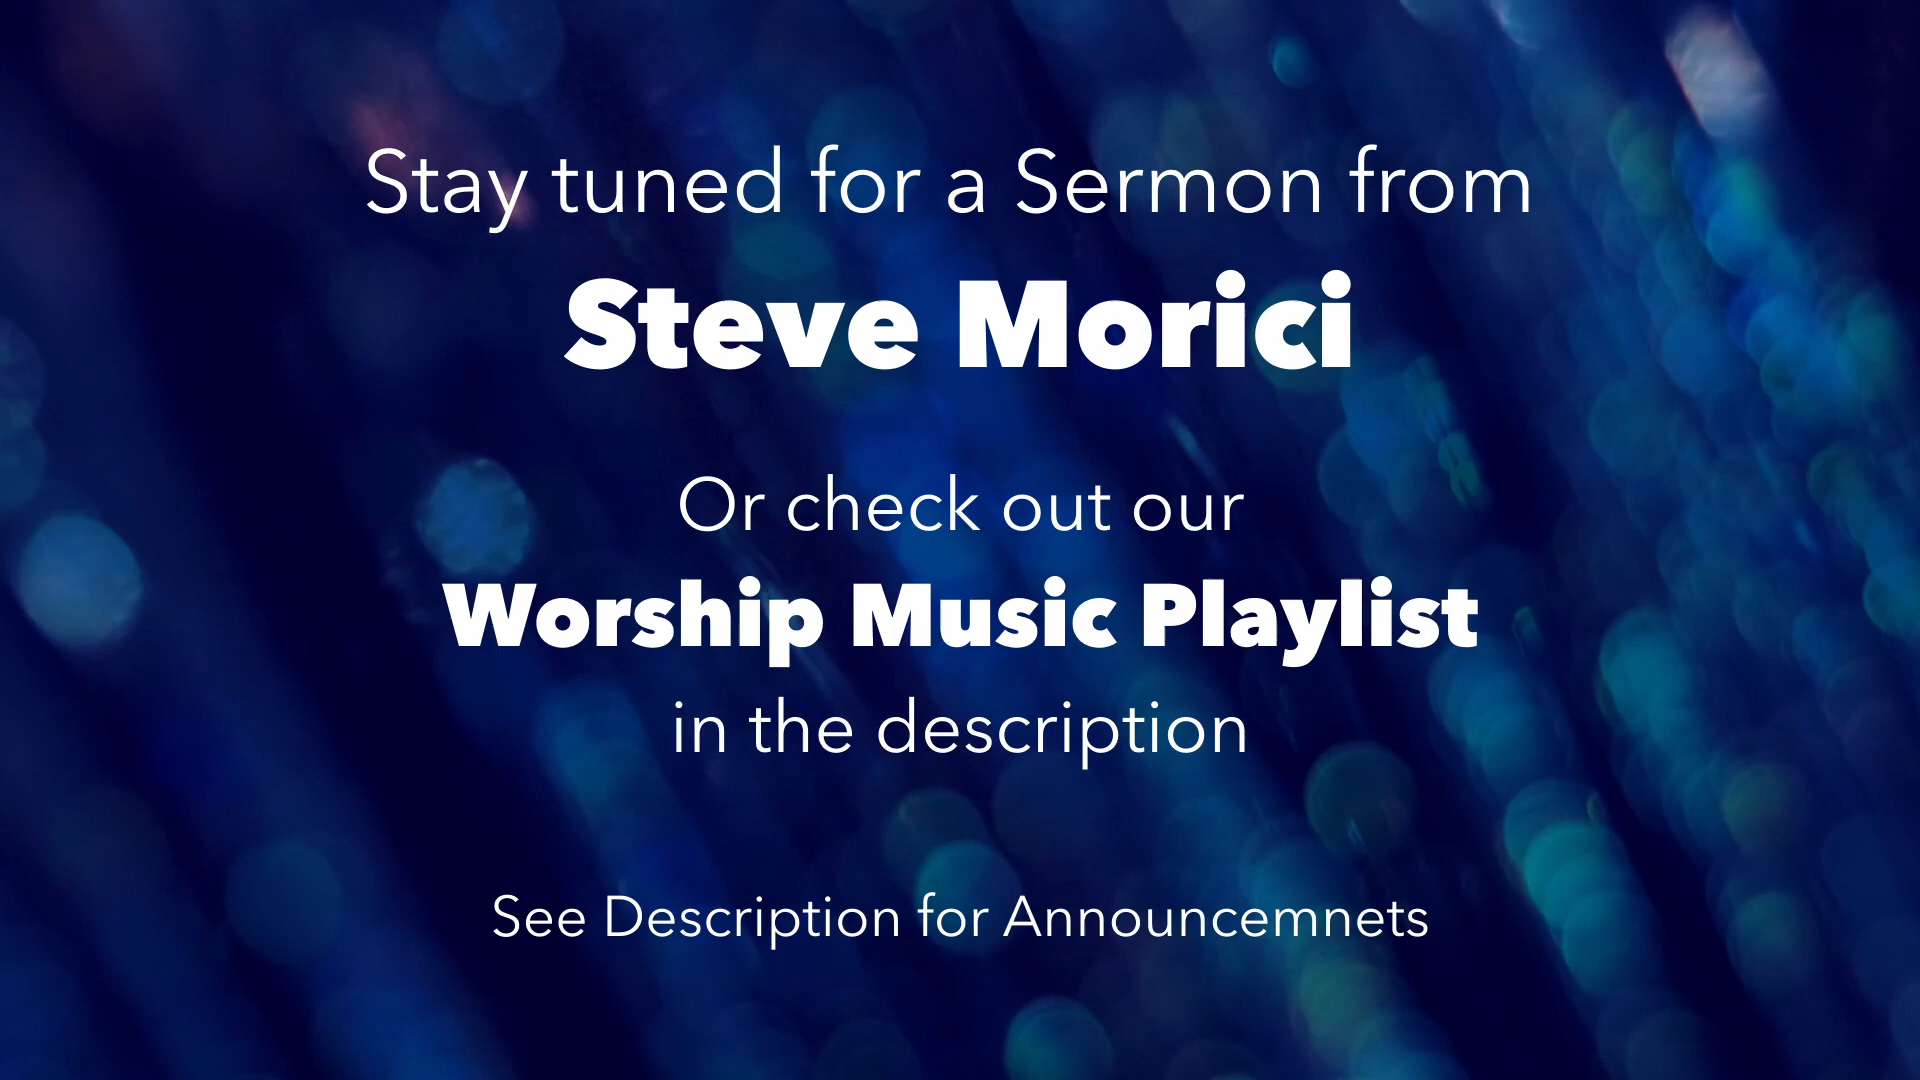 Stay tuned for a Sermon from
Steve Morici
Or check out our
Worship Music Playlist
in the description
See Description for Announcemnets